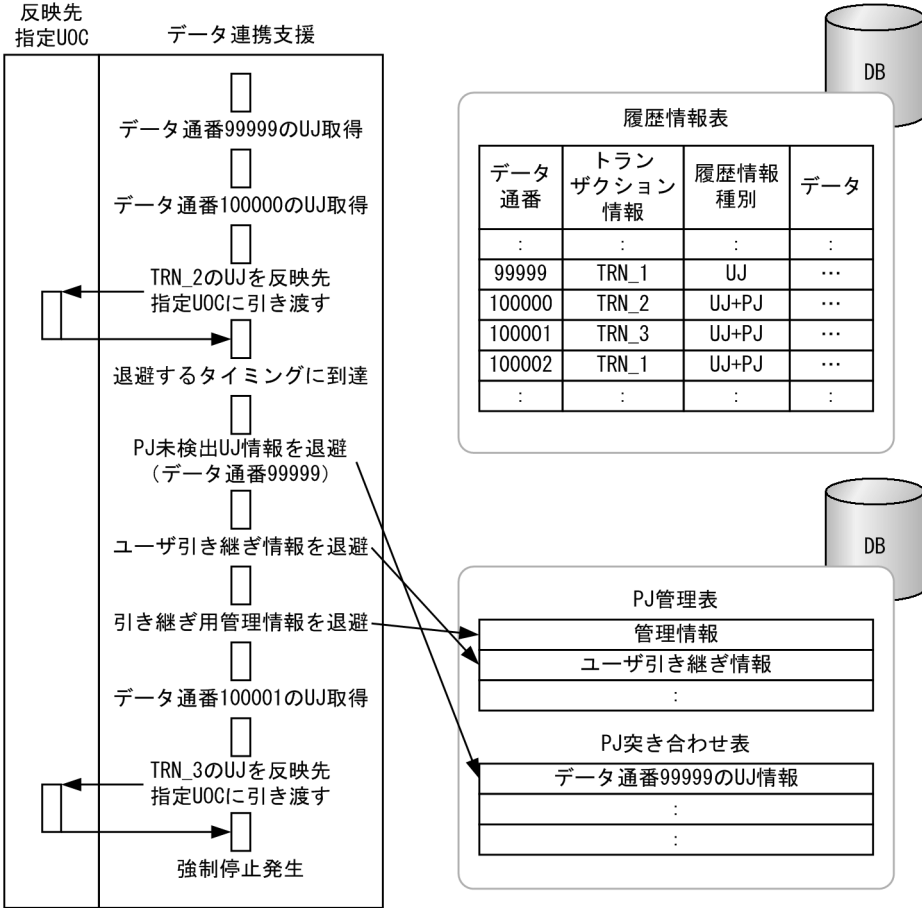 反映先
指定UOC
データ連携支援
データ通番99999のUJ取得
データ通番100000のUJ取得
TRN_2のUJを反映先
指定UOCに引き渡す
退避するタイミングに到達
PJ未検出UJ情報を退避
（データ通番99999）
ユーザ引き継ぎ情報を退避
引き継ぎ用管理情報を退避
データ通番100001のUJ取得
TRN_3のUJを反映先
指定UOCに引き渡す
強制停止発生
DB
履歴情報表
データ
通番
トラン
ザクション
情報
履歴情報
種別
データ
: : : :
99999 TRN_1 UJ …
100000 TRN_2 UJ+PJ …
100001 TRN_3 UJ+PJ …
100002 TRN_1 UJ+PJ …
: : : :
DB
PJ管理表
管理情報
ユーザ引き継ぎ情報
:
PJ突き合わせ表
データ通番99999のUJ情報
:
: